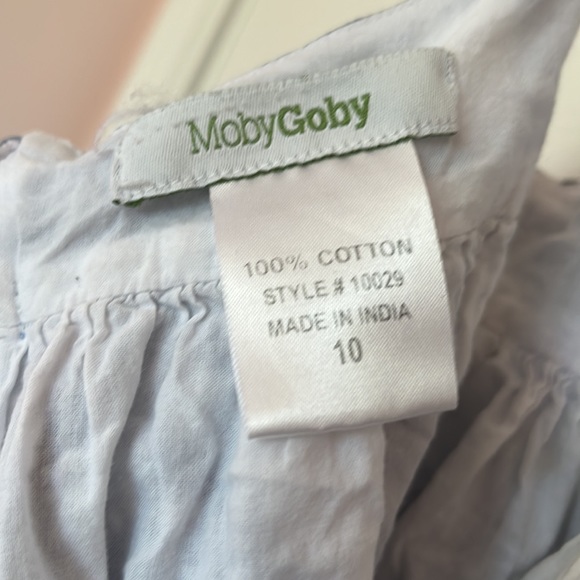 MobyGoby
100% COTTON
STYLE # 10029
MADE IN INDIA
10